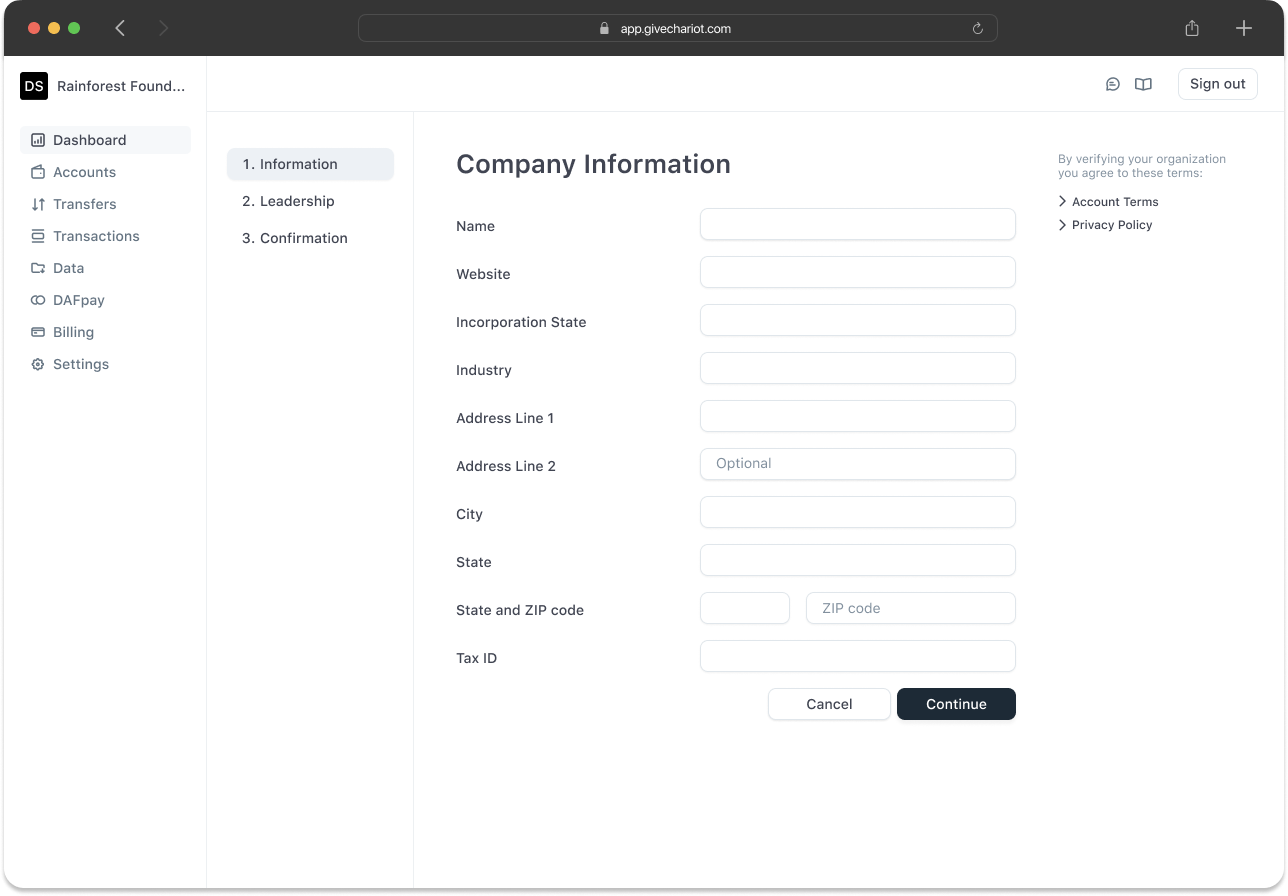 app.givechariot.com
DS Rainforest Found...
Sign out
Dashboard
Accounts
Transfers
Transactions
Data
DAFpay
Billing
Settings
1. Information
2. Leadership
3. Confirmation
Company Information
Name
Website
Incorporation State
Industry
Address Line 1
Address Line 2 Optional
City
State
State and ZIP code ZIP code
Tax ID
Cancel Continue
By verifying your organization
you agree to these terms:
Account Terms
Privacy Policy